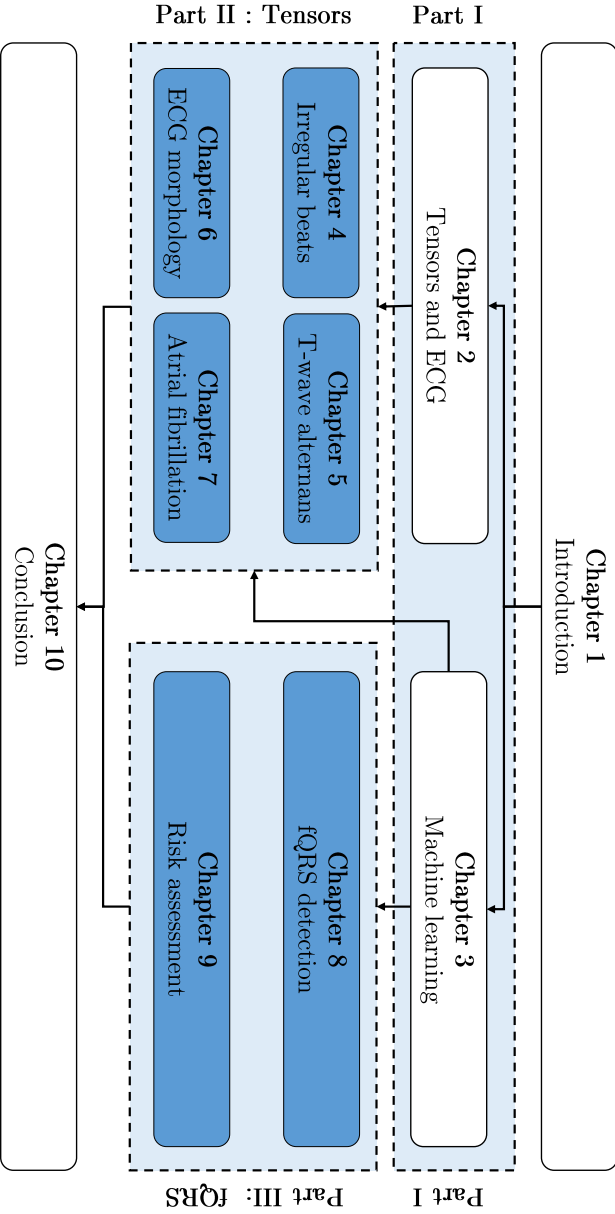 Part I
Part II : Tensors
Chapter 1
Introduction
Chapter 2
Tensors and ECG
Chapter 3
Machine learning
Chapter 4
Irregular beats
Chapter 5
T-wave alternans
Chapter 6
ECG morphology
Chapter 7
Atrial fibrillation
Chapter 8
fQRS detection
Chapter 9
Risk assessment
Chapter 10
Conclusion
Part I
Part III: fQRS